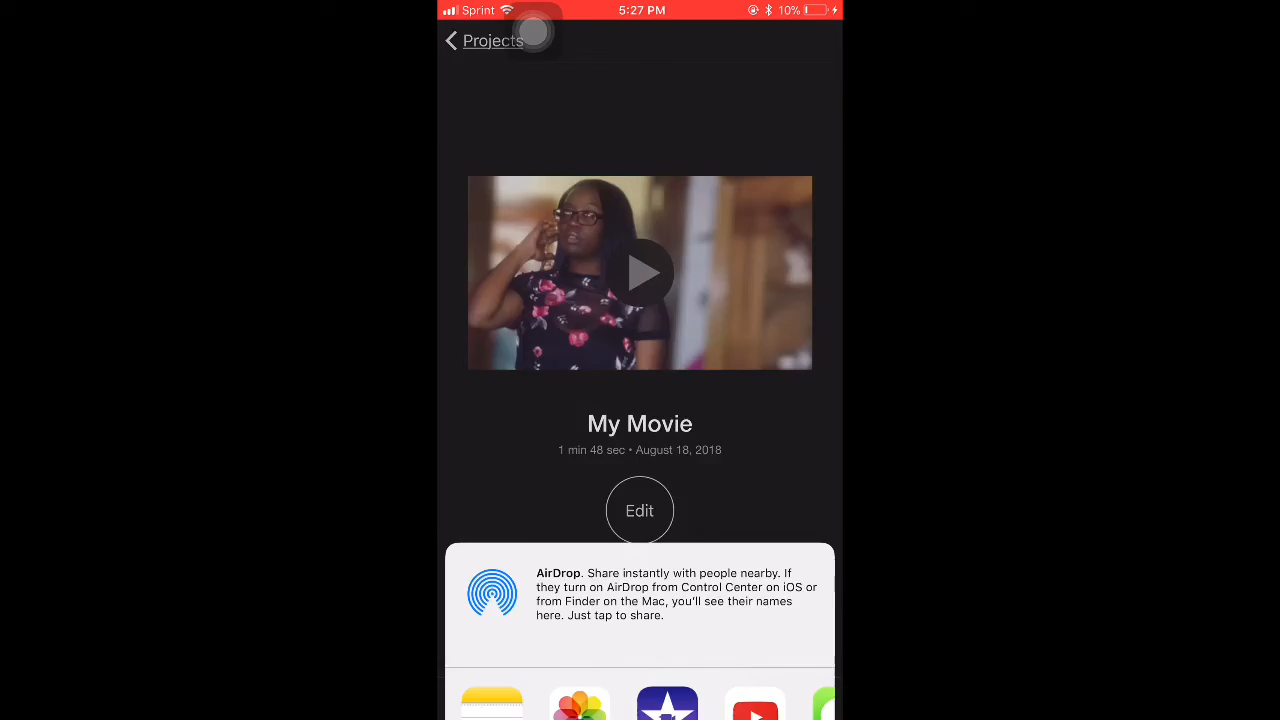 Sprint 5:27 PM 10%
Projects
My Movie
1 min 48 sec • August 18, 2018
Edit
AirDrop. Share instantly with people nearby. If
they turn on AirDrop from Control Center on iOS or
from Finder on the Mac, you'll see their names
here. Just tap to share.